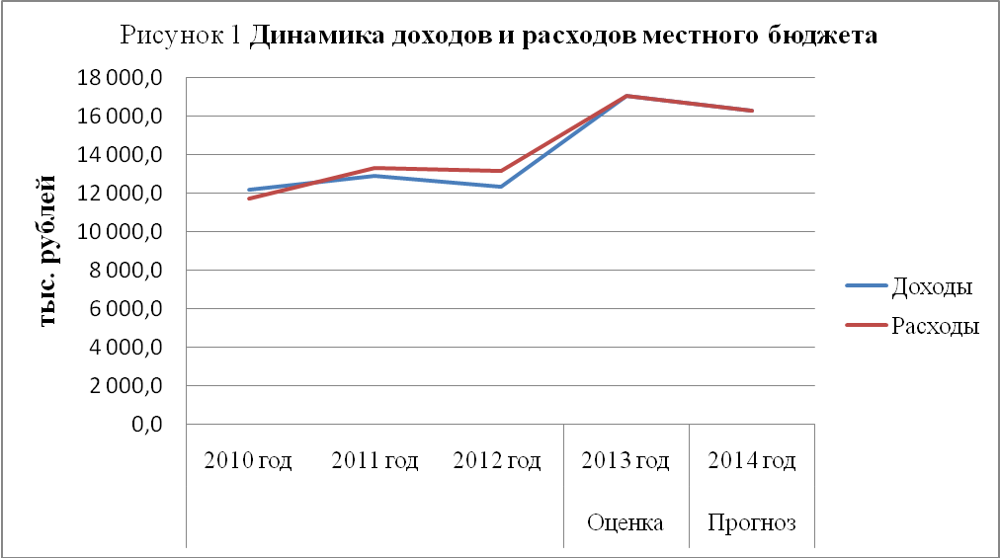 Рисунок 1 Динамика доходов и расходов местного бюджета
18 000,0
16 000,0
14 000,0
12 000,0
10 000,0
8 000,0
6 000,0
4 000,0
2 000,0
0,0
тыс. рублей
2010 год
2011 год
2012 год
2013 год
2014 год
Оценка
Прогноз
Доходы
Расходы